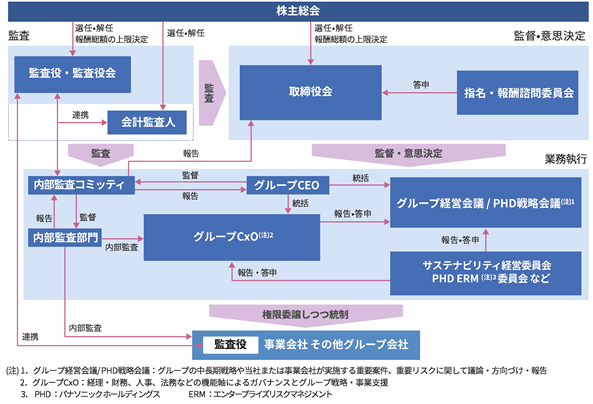 株主総会
監査
選任・解任
報酬総額の上限決定
選任・解任
選任・解任
報酬総額の上限決定
監督・意思決定
監査役・監査役会
監査
取締役会
答申
指名・報酬諮問委員会
連携
会計監査人
監査
報告
監督・意思決定
業務執行
内部監査コミッティ
監督
報告
グループCEO
統括
統括
グループ経営会議 / PHD戦略会議(注)1
報告
監督
内部監査部門
内部監査
グループCxO(注)2
報告・答申
報告・答申
報告・答申
サステナビリティ経営委員会
PHD ERM (注)3 委員会 など
権限委譲しつつ統制
連携
内部監査
監査役
事業会社 その他グループ会社
(注) 1. グループ経営会議/PHD戦略会議：グループの中長期戦略や当社または事業会社が実施する重要案件、重要リスクに関して議論・方向づけ・報告
2. グループCxO：経理・財務、人事、法務などの機能軸によるガバナンスとグループ戦略・事業支援
3. PHD：パナソニックホールディングス ERM：エンタープライズリスクマネジメント